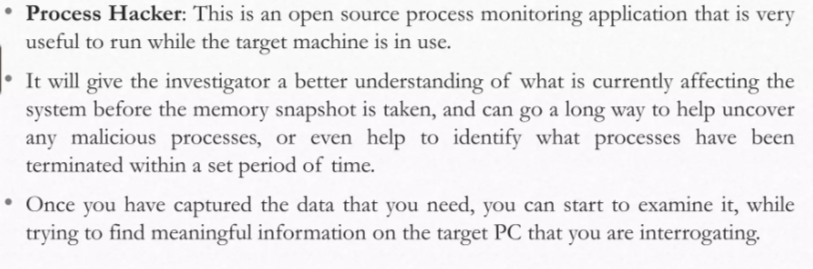 • Process Hacker: This is an open source process monitoring application that is very
useful to run while the target machine is in use.
• It will give the investigator a better understanding of what is currently affecting the
system before the memory snapshot is taken, and can go a long way to help uncover
any malicious processes, or even help to identify what processes have been
terminated within a set period of time.
• Once you have captured the data that you need, you can start to examine it, while
trying to find meaningful information on the target PC that you are interrogating.